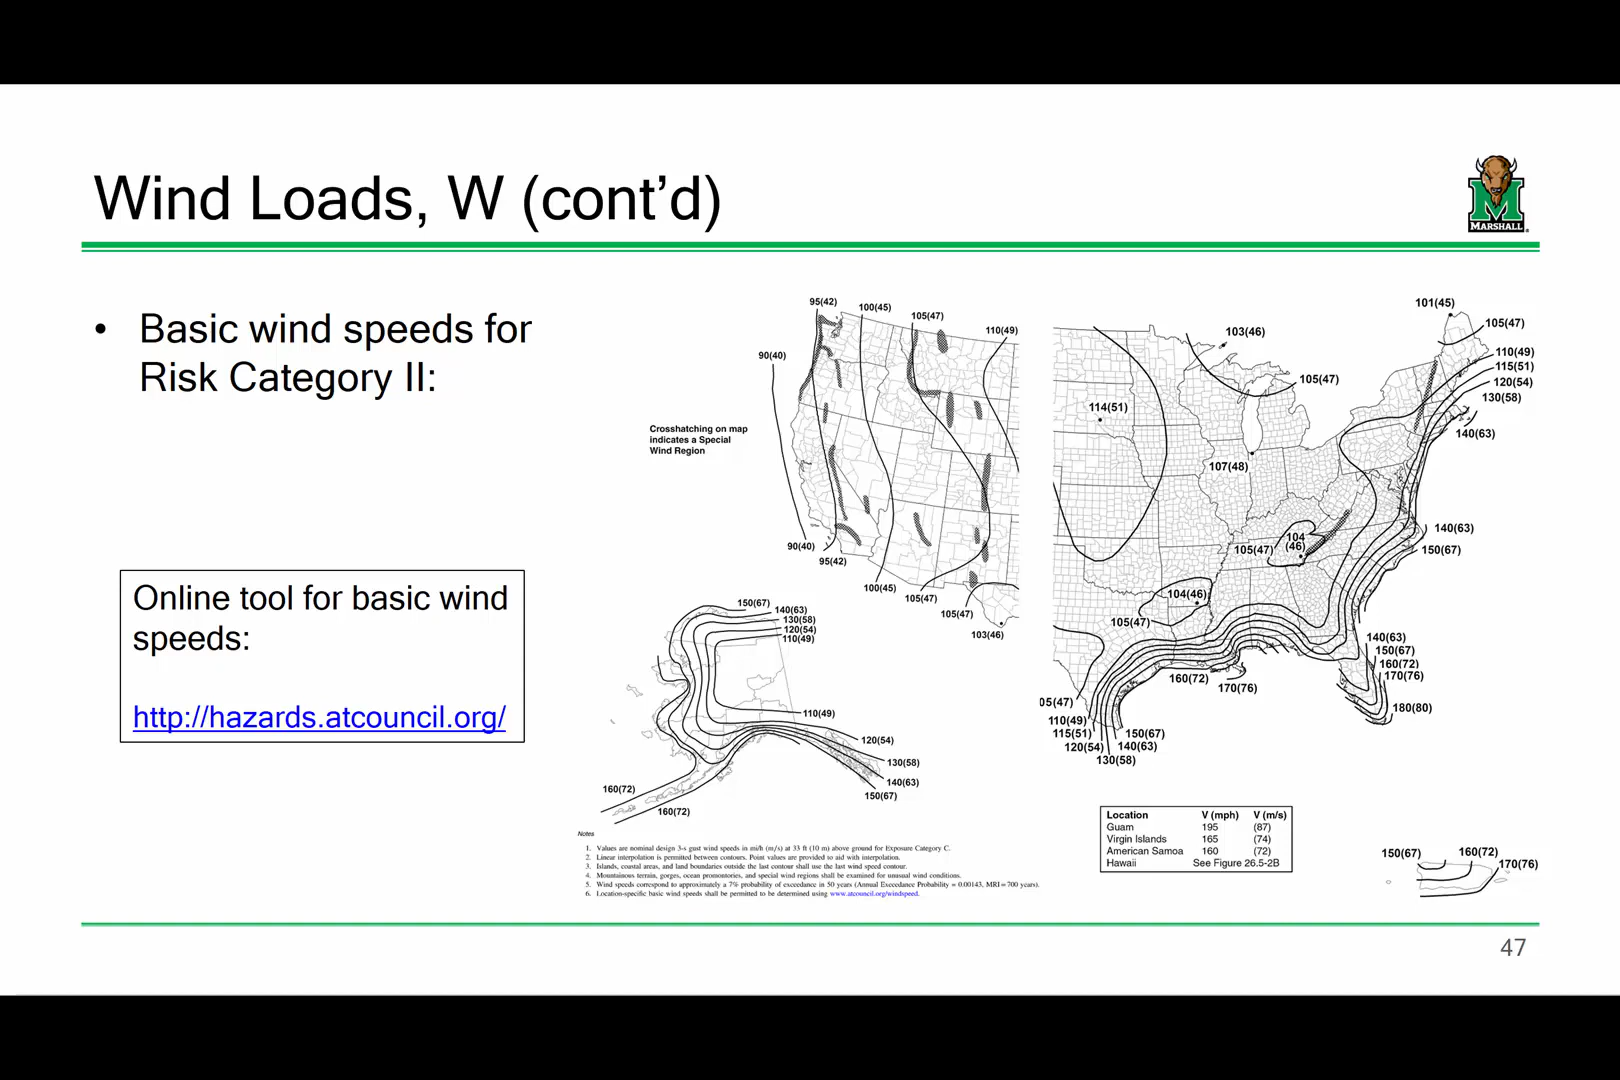 Wind Loads, W (cont’d)
MARSHALL
• Basic wind speeds for
Risk Category II:
Online tool for basic wind
speeds:
http://hazards.atcouncil.org/
95(42)
100(45)
105(47)
110(49)
90(40)
Crosshatching on map
indicates a Special
Wind Region
90(40)
95(42)
100(45)
105(47)
105(47)
103(46)
101(45)
105(47)
103(46)
110(49)
115(51)
120(54)
130(58)
105(47)
114(51)
140(63)
107(48)
140(63)
150(67)
104
(46)
105(47)
104(46)
105(47)
140(63)
150(67)
160(72)
170(76)
180(80)
160(72)
170(76)
05(47)
110(49)
115(51)
120(54)
130(58)
150(67)
140(63)
150(67)
140(63)
130(58)
120(54)
110(49)
110(49)
120(54)
130(58)
140(63)
150(67)
160(72)
160(72)
Location V (mph) V (m/s)
Guam 195 (87)
Virgin Islands 165 (74)
American Samoa 160 (72)
Hawaii See Figure 26.5-2B
150(67)
160(72)
170(76)
Notes
1. Values are nominal design 3-s gust wind speeds in mi/h (m/s) at 33 ft (10 m) above ground for Exposure Category C.
2. Linear interpolation is permitted between contours. Point values are provided to aid with interpolation.
3. Islands, coastal areas, and land boundaries outside the last contour shall use the last wind speed contour.
4. Mountainous terrain, gorges, ocean promontories, and special wind regions shall be examined for unusual wind conditions.
5. Wind speeds correspond to approximately a 7% probability of exceedance in 50 years (Annual Exceedance Probability = 0.00143, MRI = 700 years).
6. Location-specific basic wind speeds shall be permitted to be determined using www.atcouncil.org/windspeed.
47